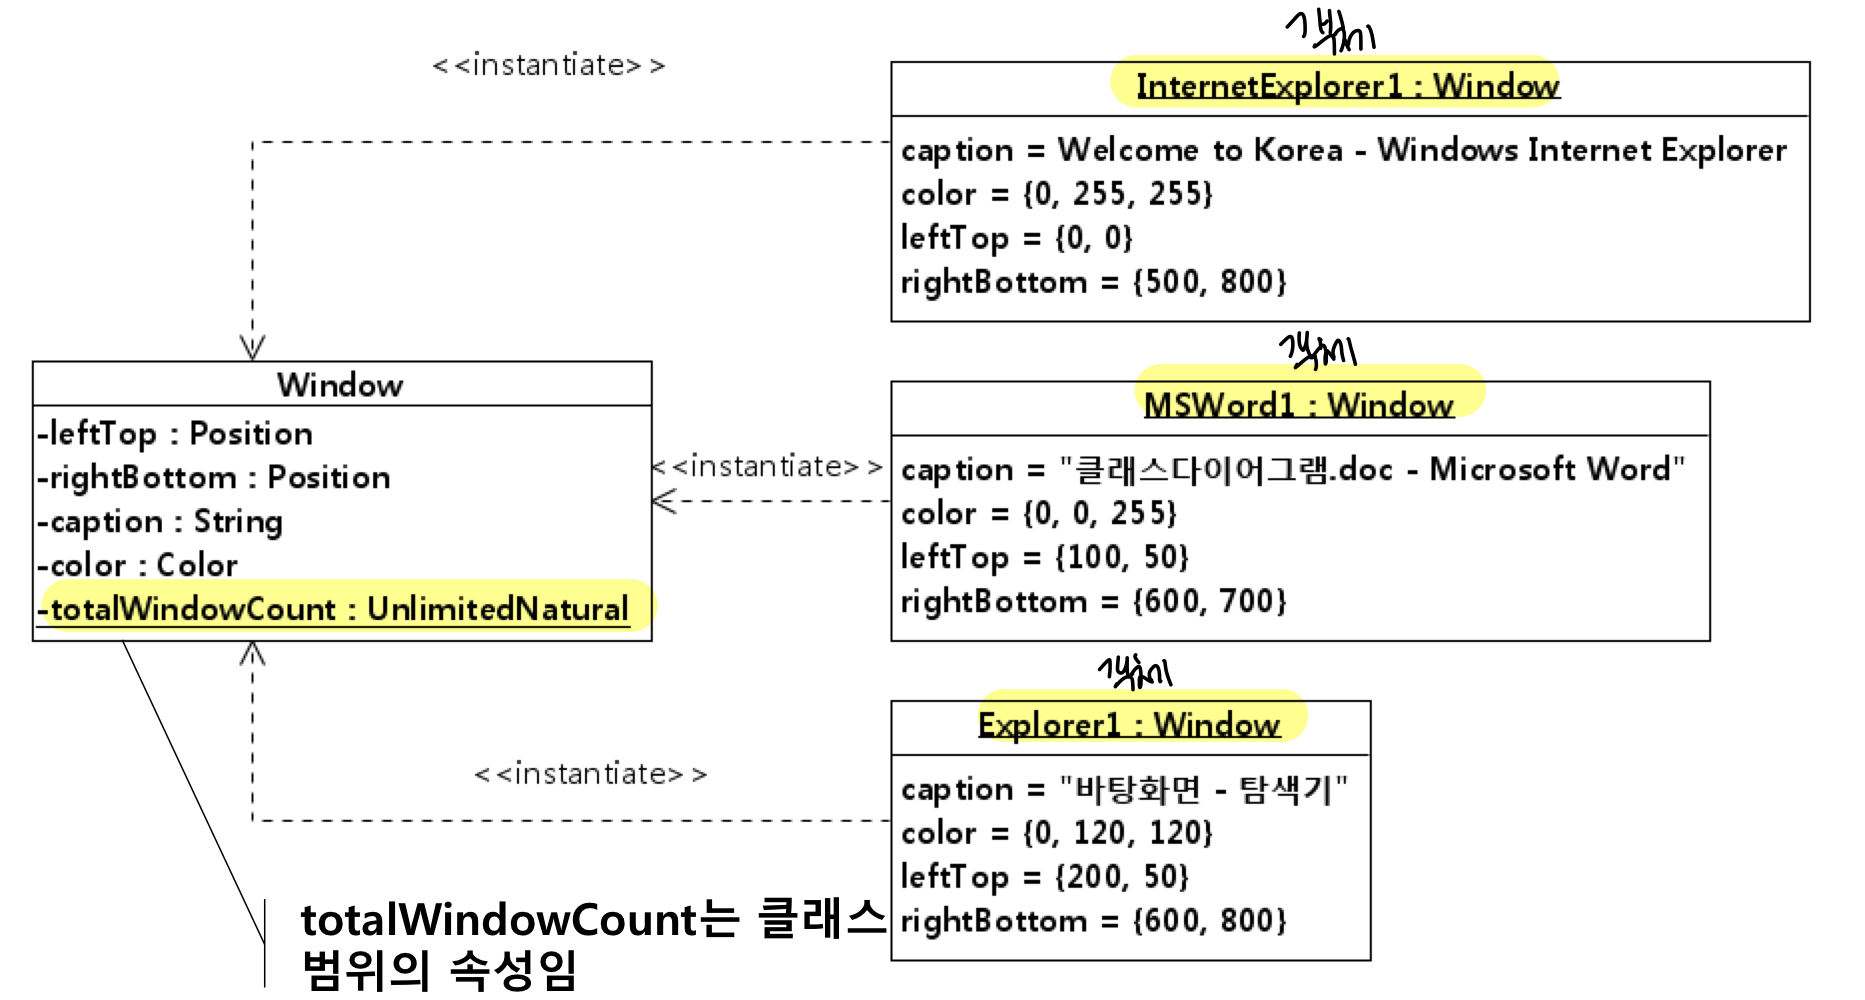 <<instantiate>>
객체
InternetExplorer1 : Window
caption = Welcome to Korea - Windows Internet Explorer
color = {0, 255, 255}
leftTop = {0, 0}
rightBottom = {500, 800}
Window
-leftTop : Position
-rightBottom : Position
-caption : String
-color : Color
-totalWindowCount : UnlimitedNatural
<<instantiate>>
객체
MSWord1 : Window
caption = "클래스다이어그램.doc - Microsoft Word"
color = {0, 0, 255}
leftTop = {100, 50}
rightBottom = {600, 700}
<<instantiate>>
객체
Explorer1 : Window
caption = "바탕화면 - 탐색기"
color = {0, 120, 120}
leftTop = {200, 50}
rightBottom = {600, 800}
totalWindowCount는 클래스
범위의 속성임